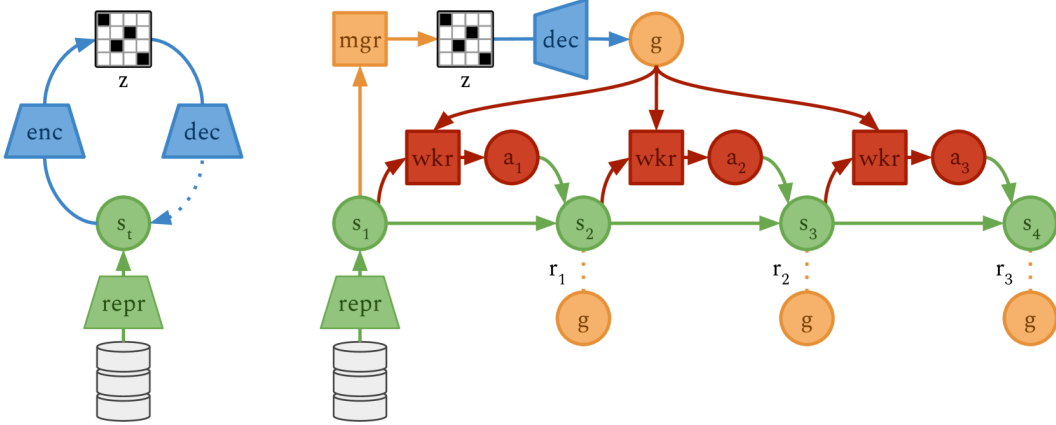 z
enc
dec
s_t
repr
mgr
z
dec
g
wkr
a_1
wkr
a_2
wkr
a_3
s_1
s_2
s_3
s_4
r_1
r_2
r_3
repr
g
g
g